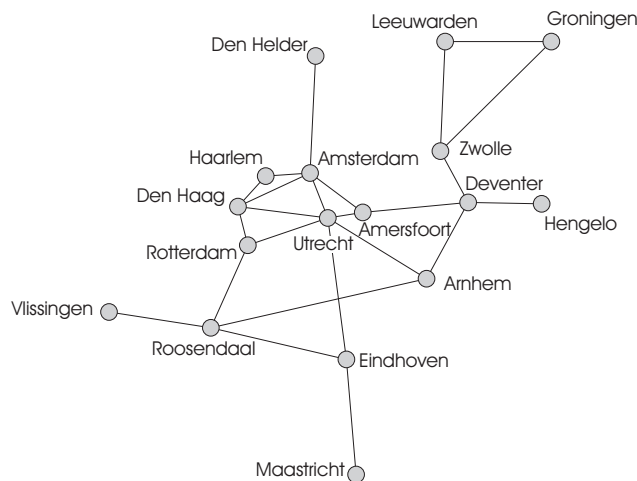 Leeuwarden
Groningen
Den Helder
Haarlem
Amsterdam
Zwolle
Den Haag
Deventer
Utrecht
Amersfoort
Hengelo
Rotterdam
Arnhem
Vlissingen
Roosendaal
Eindhoven
Maastricht